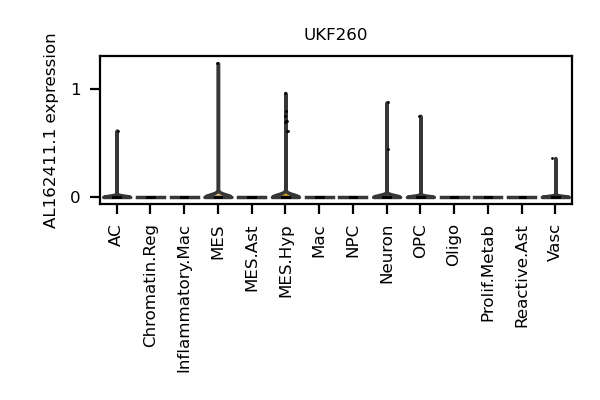 UKF260
AL162411.1 expression
1
0
AC
Chromatin.Reg
Inflammatory.Mac
MES
MES.Ast
MES.Hyp
Mac
NPC
Neuron
OPC
Oligo
Prolif.Metab
Reactive.Ast
Vasc